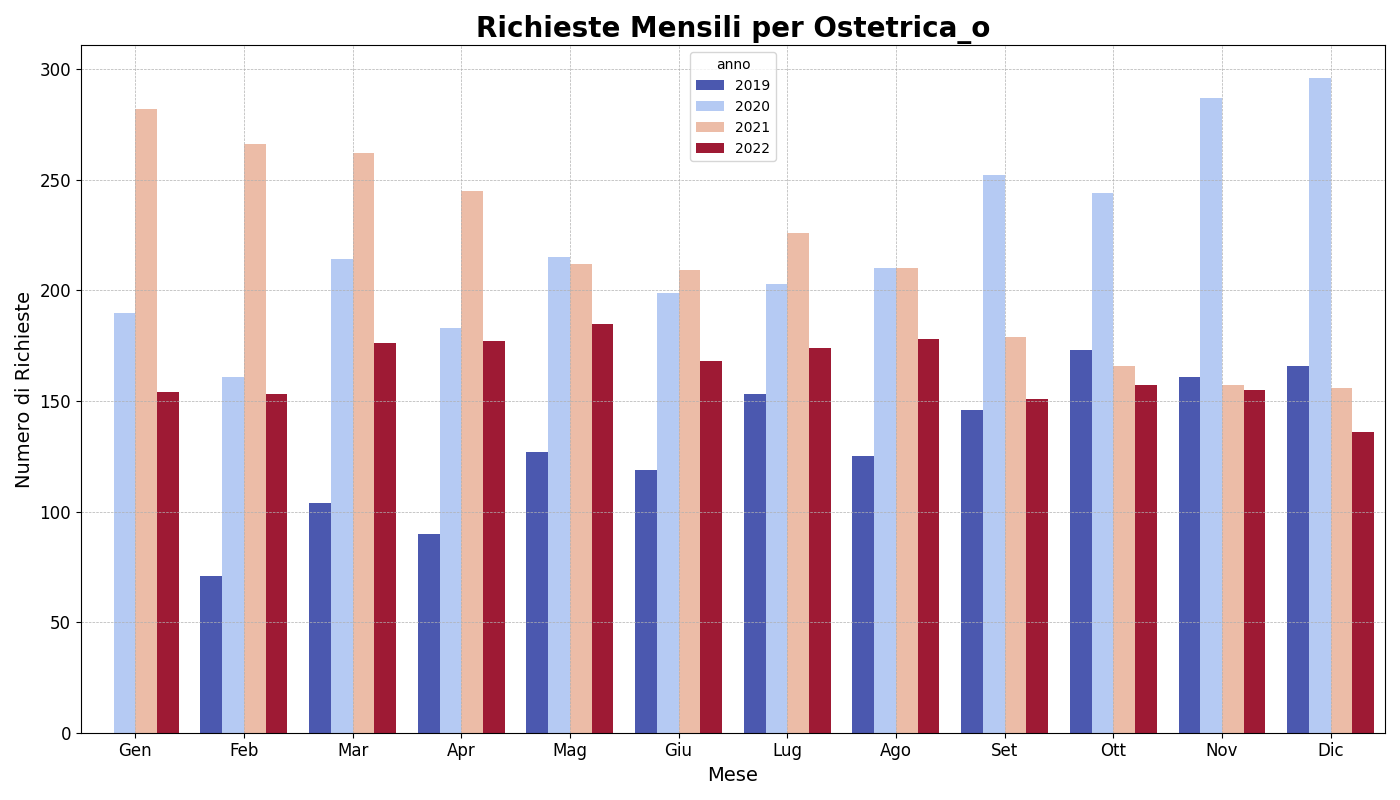 Richieste Mensili per Ostetrica_o
anno
2019
2020
2021
2022
300
250
200
150
100
50
0
Numero di Richieste
Gen Feb Mar Apr Mag Giu Lug Ago Set Ott Nov Dic
Mese